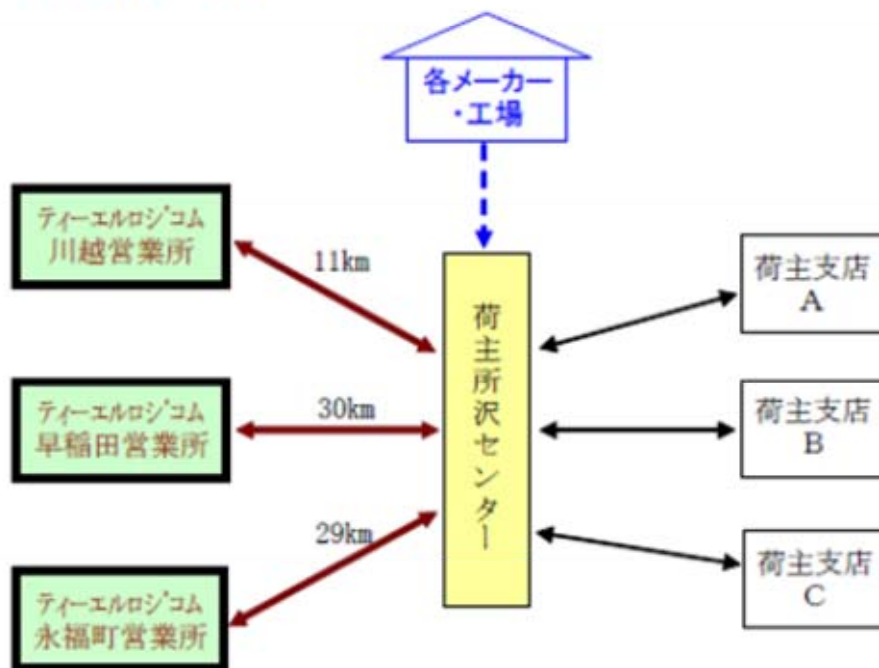 各メーカー
・工場
ティーエルロジコム
川越営業所
11km
荷主支店
A
荷主所沢センター
ティーエルロジコム
早稲田営業所
30km
荷主支店
B
ティーエルロジコム
永福町営業所
29km
荷主支店
C